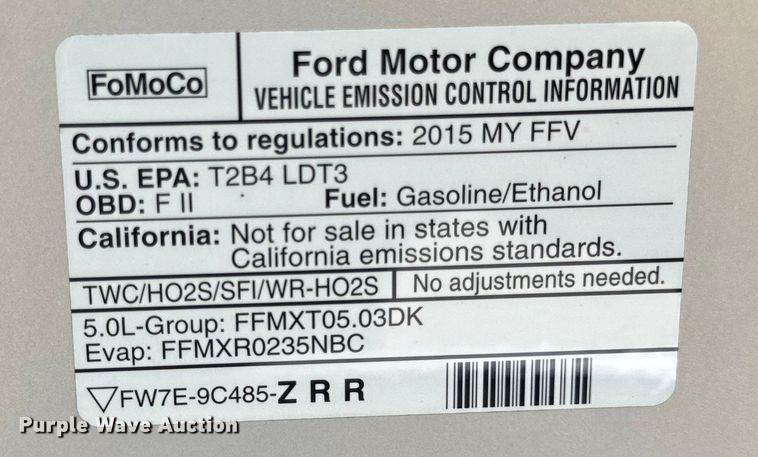 FoMoCo
Ford Motor Company
VEHICLE EMISSION CONTROL INFORMATION
Conforms to regulations: 2015 MY FFV
U.S. EPA: T2B4 LDT3
OBD: F II Fuel: Gasoline/Ethanol
California: Not for sale in states with
California emissions standards.
TWC/HO2S/SFI/WR-HO2S No adjustments needed.
5.0L-Group: FFMXT05.03DK
Evap: FFMXR0235NBC
▽FW7E-9C485-Z R R
Purple Wave Auction